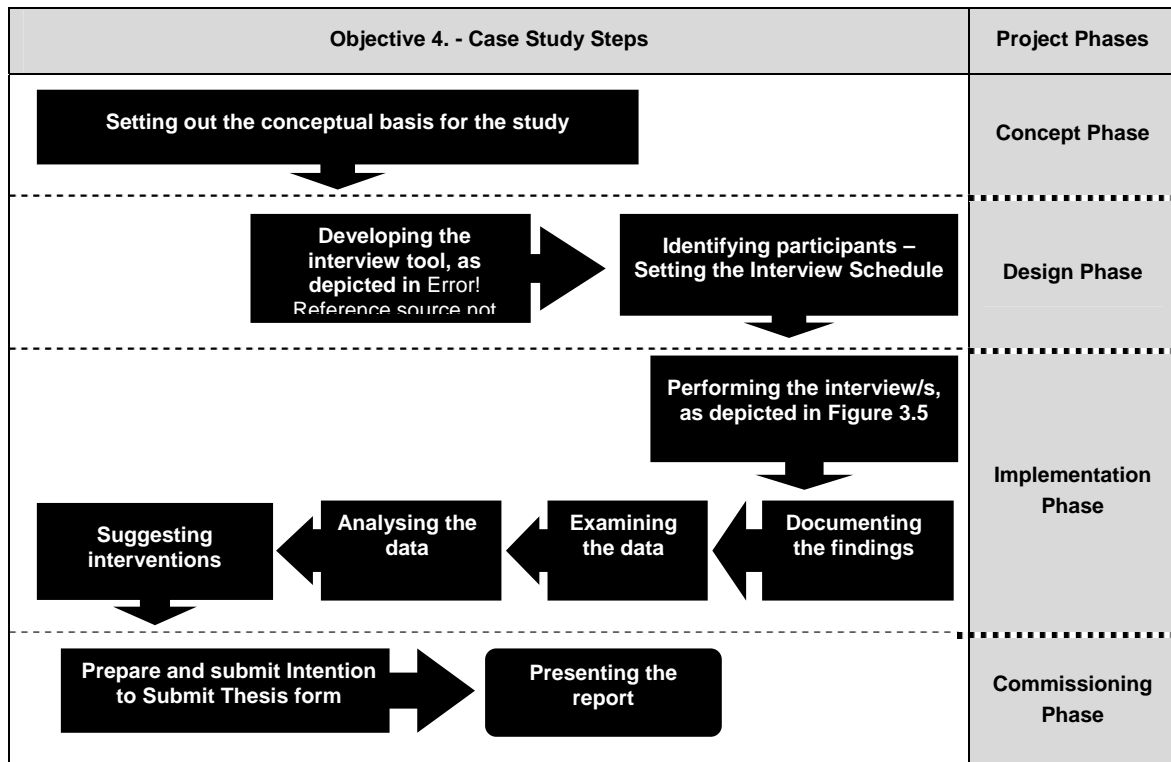 Objective 4. - Case Study Steps
Project Phases
Setting out the conceptual basis for the study
Concept Phase
Developing the
interview tool, as
depicted in Error!
Reference source not
Identifying participants –
Setting the Interview Schedule
Design Phase
Performing the interview/s,
as depicted in Figure 3.5
Implementation
Phase
Suggesting
interventions
Analysing the
data
Examining
the data
Documenting
the findings
Prepare and submit Intention
to Submit Thesis form
Presenting the
report
Commissioning
Phase